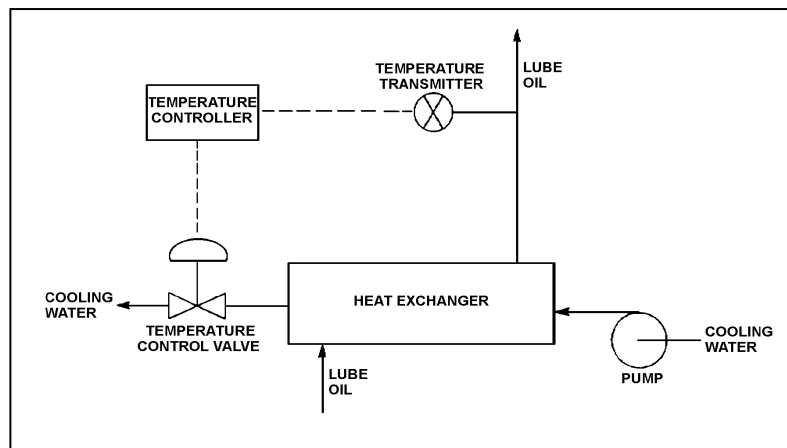 LUBE
OIL
TEMPERATURE
TRANSMITTER
TEMPERATURE
CONTROLLER
HEAT EXCHANGER
COOLING
WATER
TEMPERATURE
CONTROL VALVE
COOLING
WATER
LUBE
OIL
PUMP